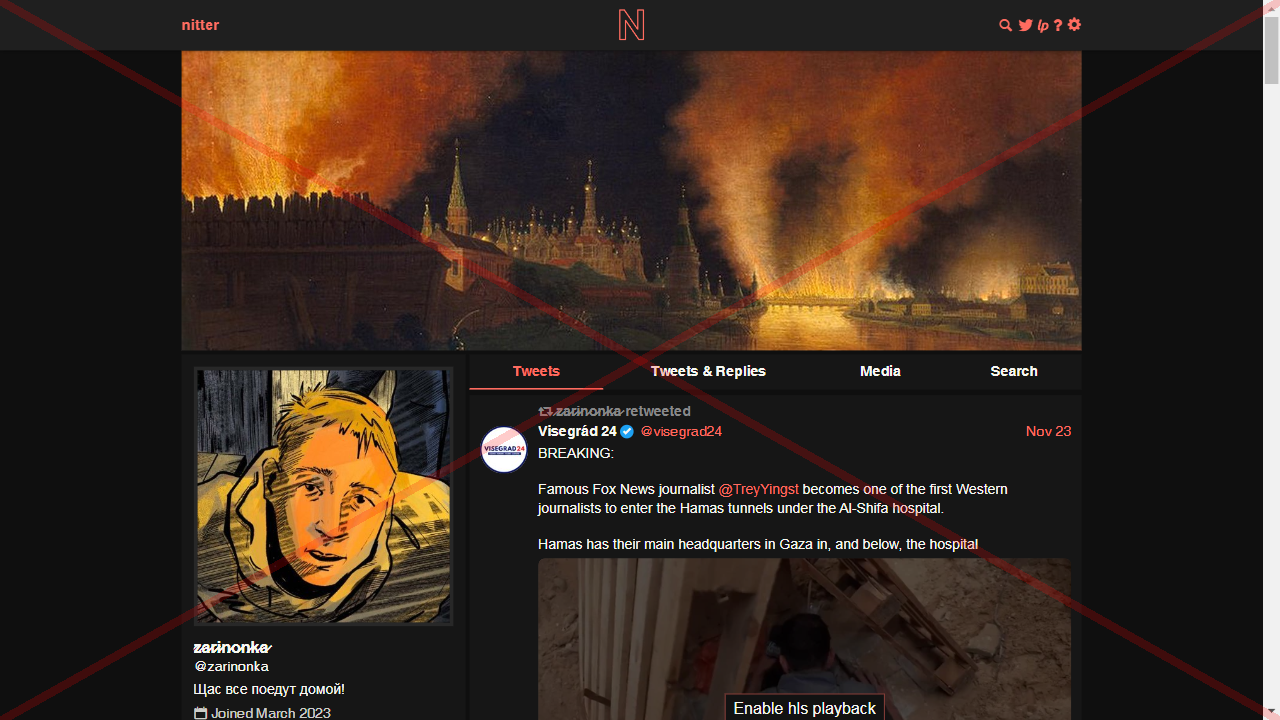 nitter
N
lp ?
Tweets
Tweets & Replies
Media
Search
zarinonka retweeted
VISEGRAD24
Visegrád 24 @visegrad24 Nov 23
BREAKING:
Famous Fox News journalist @TreyYingst becomes one of the first Western
journalists to enter the Hamas tunnels under the Al-Shifa hospital.
Hamas has their main headquarters in Gaza in, and below, the hospital
Enable hls playback
zarinonka
@zarinonka
Щас все поедут домой!
Joined March 2023